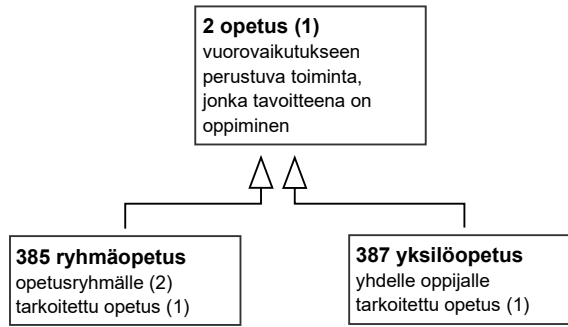 2 opetus (1)
vuorovaikutukseen
perustuva toiminta,
jonka tavoitteena on
oppiminen
385 ryhmäopetus
opetusryhmälle (2)
tarkoitettu opetus (1)
387 yksilöopetus
yhdelle oppijalle
tarkoitettu opetus (1)